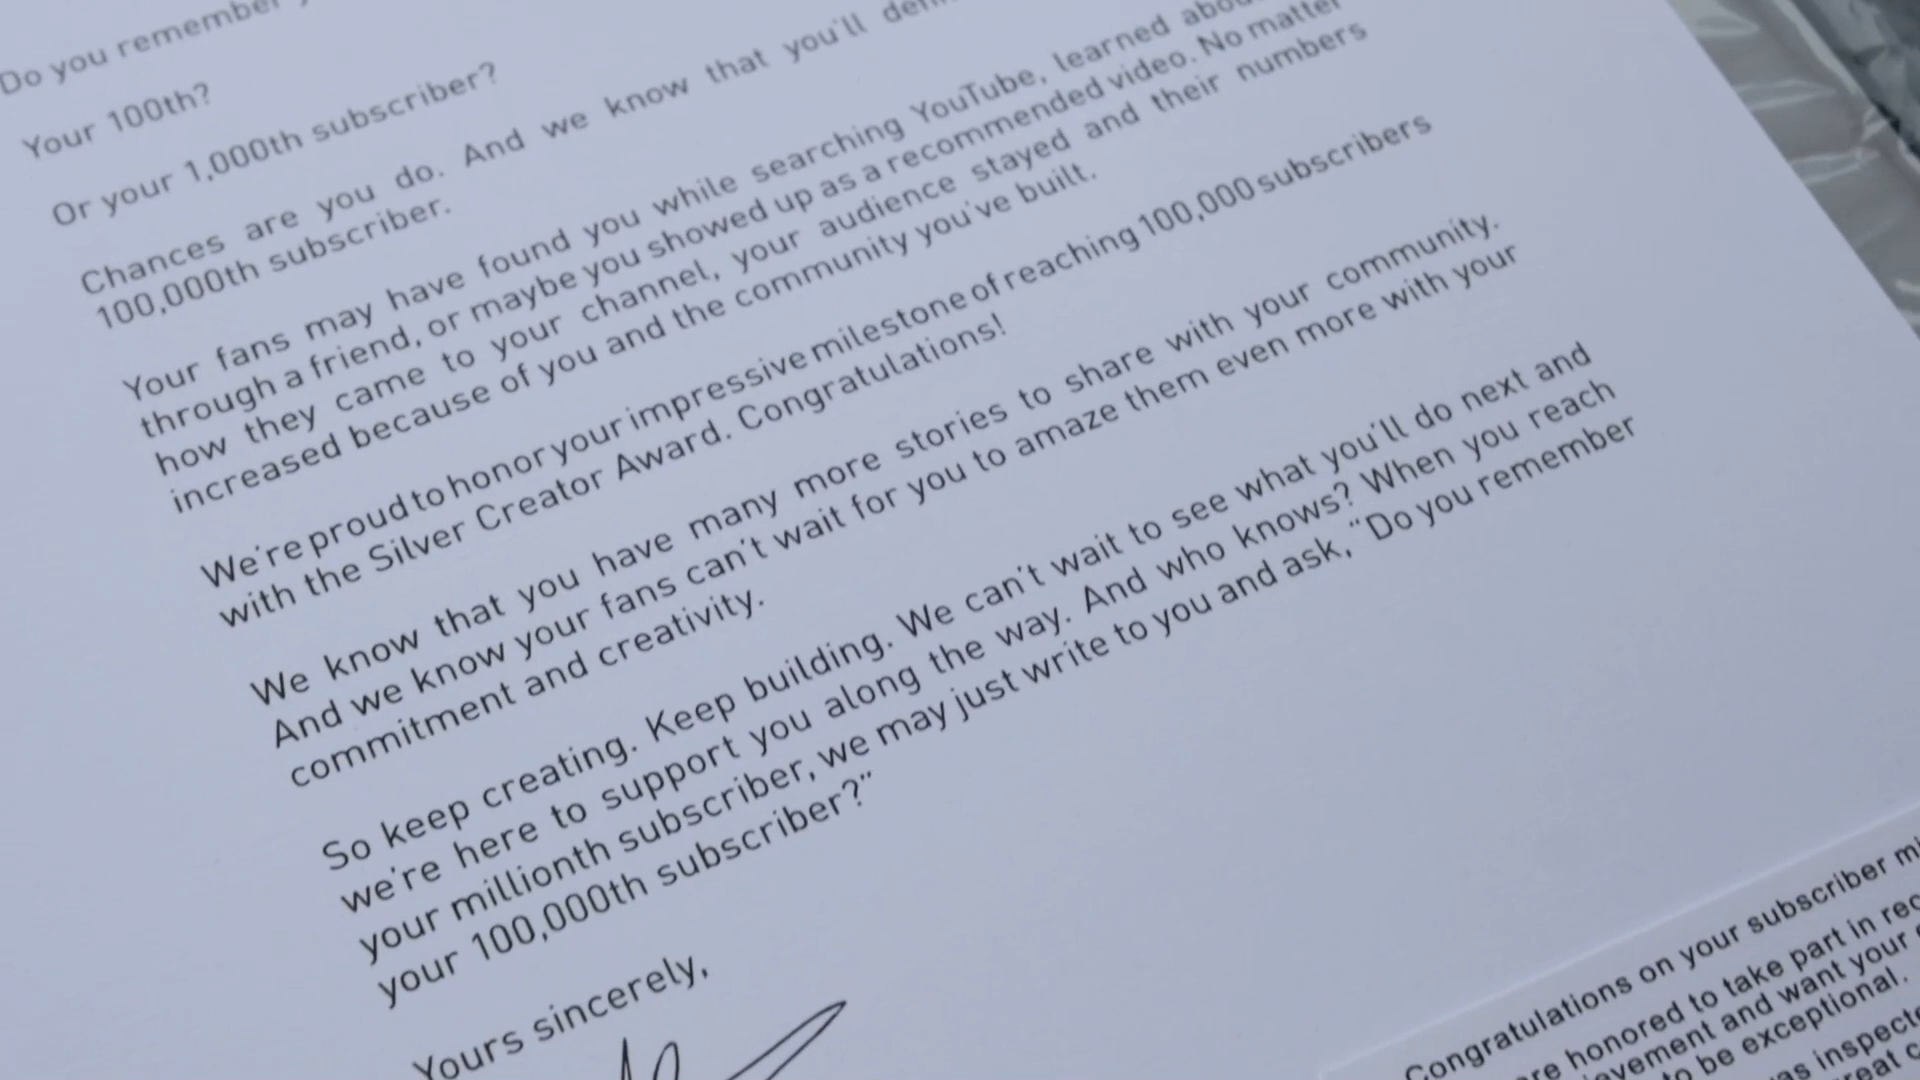 Do you remember
Your 100th?
Or your 1,000th subscriber?
Chances are you do. And we know that you'll
100,000th subscriber.
Your fans may have found you while searching YouTube, learned
through a friend, or maybe you showed up as a recommended video. No matter
how they came to your channel, your audience stayed and their numbers
increased because of you and the community you've built.
We're proud to honor your impressive milestone of reaching 100,000 subscribers
with the Silver Creator Award. Congratulations!
We know that you have many more stories to share with your community.
And we know your fans can't wait for you to amaze them even more with your
commitment and creativity.
So keep creating. Keep building. We can't wait to see what you'll do next and
we're here to support you along the way. And who knows? When you reach
your millionth subscriber, we may just write to you and ask, “Do you remember
your 100,000th subscriber?”
Yours sincerely,
Congratulations on your subscriber
honored to take part in
and want your
to be exceptional.